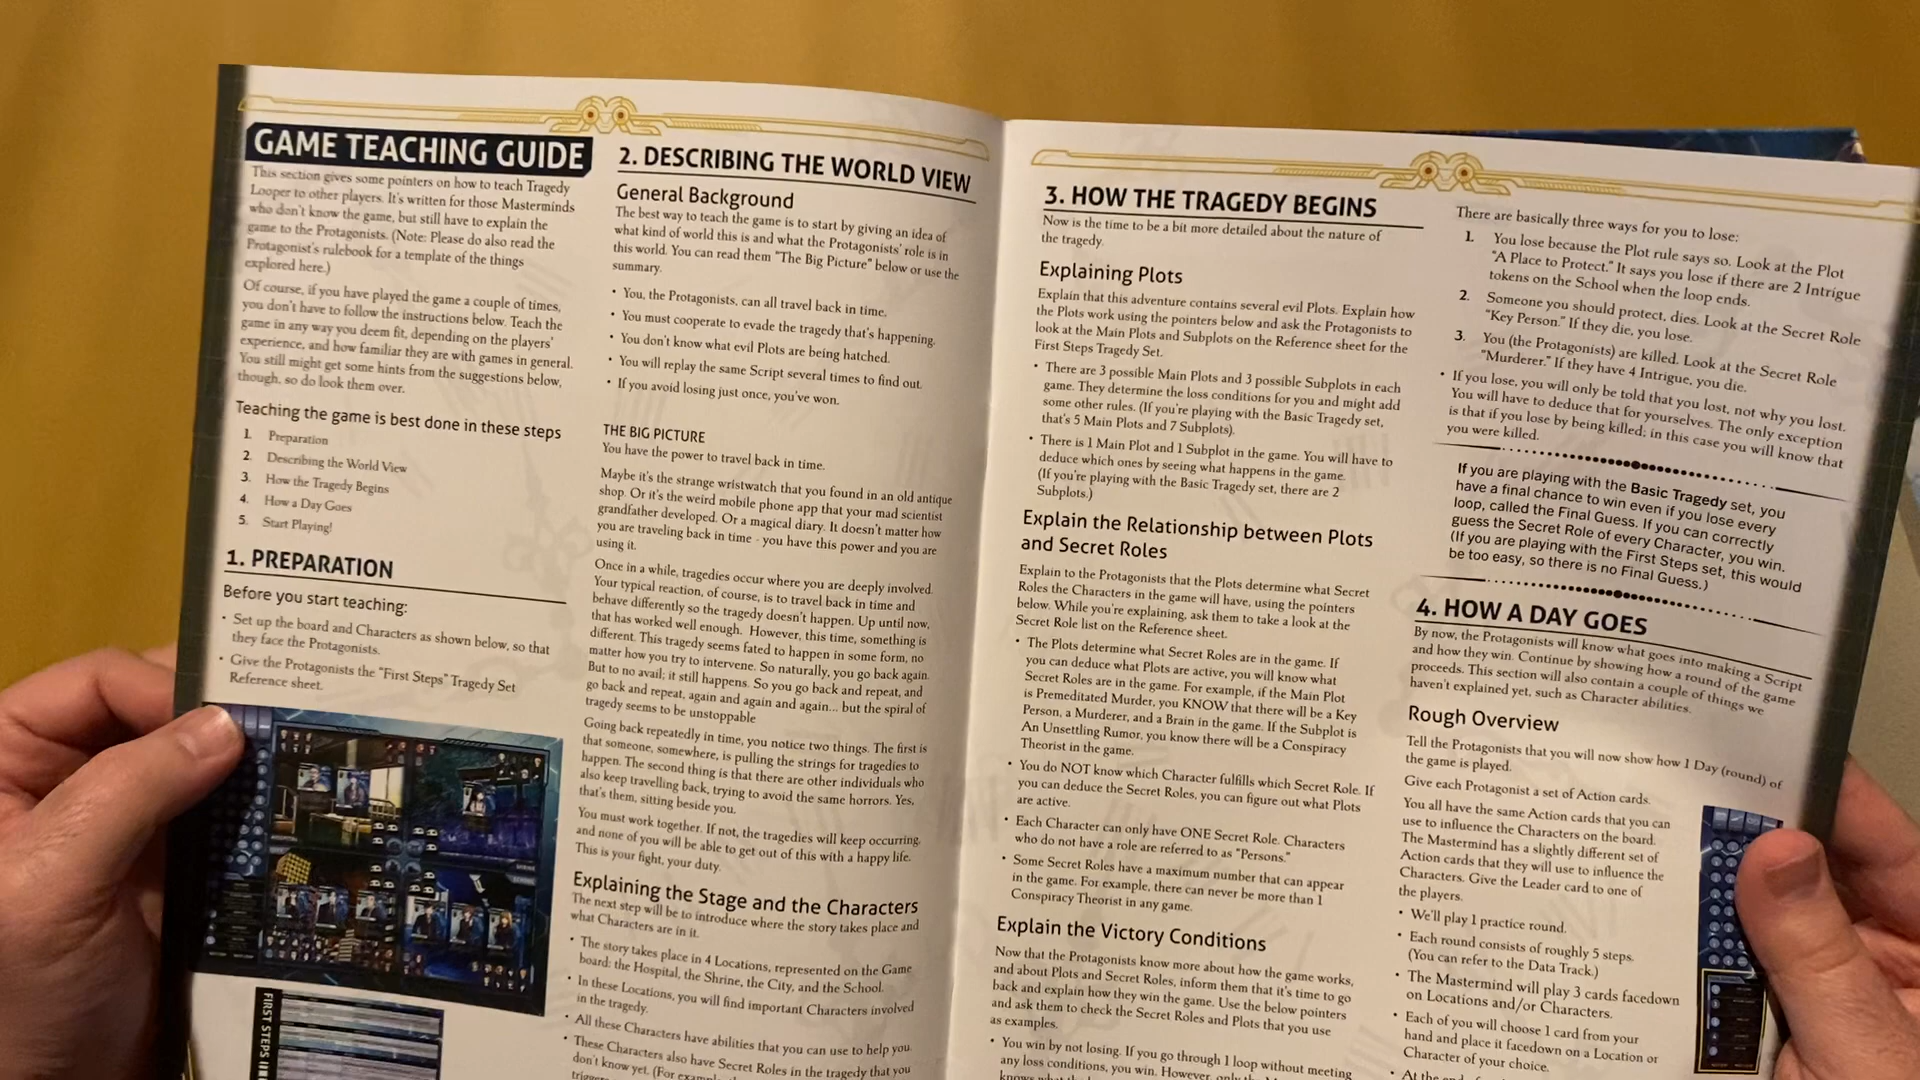 GAME TEACHING GUIDE
This section gives some pointers on how to teach Tragedy
Looper to other players. It's written for those Masterminds
who don't know the game, but still have to explain the
game to the Protagonists. (Note: Please do also read the
Protagonist's rulebook for a template of the things
explored here.)
Of course, if you have played the game a couple of times,
you don't have to follow the instructions below. Teach the
game in any way you deem fit, depending on the players'
experience, and how familiar they are with games in general.
You still might get some hints from the suggestions below,
though, so do look them over.
Teaching the game is best done in these steps
1. Preparation
2. Describing the World View
3. How the Tragedy Begins
4. How a Day Goes
5. Start Playing!
1. PREPARATION
Before you start teaching:
• Set up the board and Characters as shown below, so that
they face the Protagonists.
• Give the Protagonists the "First Steps" Tragedy Set
Reference sheet.
FIRST STEPS
2. DESCRIBING THE WORLD VIEW
General Background
The best way to teach the game is to start by giving an idea of
what kind of world this is and what the Protagonists' role is in
this world. You can read them "The Big Picture" below or use the
summary.
• You, the Protagonists, can all travel back in time.
• You must cooperate to evade the tragedy that's happening.
• You don't know what evil Plots are being hatched.
• You will replay the same Script several times to find out.
• If you avoid losing just once, you've won.
THE BIG PICTURE
You have the power to travel back in time.
Maybe it's the strange wristwatch that you found in an old antique
shop. Or it's the weird mobile phone app that your mad scientist
grandfather developed. Or a magical diary. It doesn't matter how
you are traveling back in time - you have this power and you are
using it.
Once in a while, tragedies occur where you are deeply involved.
Your typical reaction, of course, is to travel back in time and
behave differently so the tragedy doesn't happen. Up until now,
that has worked well enough. However, this time, something is
different. This tragedy seems fated to happen in some form, no
matter how you try to intervene. So naturally, you go back again.
But to no avail; it still happens. So you go back and repeat, and
go back and repeat, again and again and again... but the spiral of
tragedy seems to be unstoppable
Going back repeatedly in time, you notice two things. The first is
that someone, somewhere, is pulling the strings for tragedies to
happen. The second thing is that there are other individuals who
also keep travelling back, trying to avoid the same horrors. Yes,
that's them, sitting beside you.
You must work together. If not, the tragedies will keep occurring,
and none of you will be able to get out of this with a happy life.
This is your fight, your duty.
Explaining the Stage and the Characters
The next step will be to introduce where the story takes place and
what Characters are in it.
• The story takes place in 4 Locations, represented on the Game
board: the Hospital, the Shrine, the City, and the School.
• In these Locations, you will find important Characters involved
in the tragedy.
• All these Characters have abilities that you can use to help you.
• These Characters also have Secret Roles in the tragedy that you
don't know yet. (For
3. HOW THE TRAGEDY BEGINS
Now is the time to be a bit more detailed about the nature of
the tragedy.
Explaining Plots
Explain that this adventure contains several evil Plots. Explain how
the Plots work using the pointers below and ask the Protagonists to
look at the Main Plots and Subplots on the Reference sheet for the
First Steps Tragedy Set.
• There are 3 possible Main Plots and 3 possible Subplots in each
game. They determine the loss conditions for you and might add
some other rules. (If you're playing with the Basic Tragedy set,
that's 5 Main Plots and 7 Subplots).
• There is 1 Main Plot and 1 Subplot in the game. You will have to
deduce which ones by seeing what happens in the game.
(If you're playing with the Basic Tragedy set, there are 2
Subplots.)
Explain the Relationship between Plots
and Secret Roles
Explain to the Protagonists that the Plots determine what Secret
Roles the Characters in the game will have, using the pointers
below. While you're explaining, ask them to take a look at the
Secret Role list on the Reference sheet.
• The Plots determine what Secret Roles are in the game. If
you can deduce what Plots are active, you will know what
Secret Roles are in the game. For example, if the Main Plot
is Premeditated Murder, you KNOW that there will be a Key
Person, a Murderer, and a Brain in the game. If the Subplot is
An Unsettling Rumor, you know there will be a Conspiracy
Theorist in the game.
• You do NOT know which Character fulfills which Secret Role. If
you can deduce the Secret Roles, you can figure out what Plots
are active.
• Each Character can only have ONE Secret Role. Characters
who do not have a role are referred to as "Persons."
• Some Secret Roles have a maximum number that can appear
in the game. For example, there can never be more than 1
Conspiracy Theorist in any game.
Explain the Victory Conditions
Now that the Protagonists know more about how the game works,
and about Plots and Secret Roles, inform them that it's time to go
back and explain how they win the game. Use the below pointers
and ask them to check the Secret Roles and Plots that you use
as examples.
• You win by not losing. If you go through 1 loop without meeting
any loss conditions, you win. However, only the
knows what
There are basically three ways for you to lose:
1. You lose because the Plot rule says so. Look at the Plot
"A Place to Protect." It says you lose if there are 2 Intrigue
tokens on the School when the loop ends.
2. Someone you should protect, dies. Look at the Secret Role
"Key Person." If they die, you lose.
3. You (the Protagonists) are killed. Look at the Secret Role
"Murderer." If they have 4 Intrigue, you die.
• If you lose, you will only be told that you lost, not why you lost.
You will have to deduce that for yourselves. The only exception
is that if you lose by being killed; in this case you will know that
you were killed.
If you are playing with the Basic Tragedy set, you
have a final chance to win even if you lose every
loop, called the Final Guess. If you can correctly
guess the Secret Role of every Character, you win.
(If you are playing with the First Steps set, this would
be too easy, so there is no Final Guess.)
4. HOW A DAY GOES
By now, the Protagonists will know what goes into making a Script
and how they win. Continue by showing how a round of the game
proceeds. This section will also contain a couple of things we
haven't explained yet, such as Character abilities.
Rough Overview
Tell the Protagonists that you will now show how 1 Day (round) of
the game is played.
Give each Protagonist a set of Action cards.
You all have the same Action cards that you can
use to influence the Characters on the board.
The Mastermind has a slightly different set of
Action cards that they will use to influence the
Characters. Give the Leader card to one of
the players.
• We'll play 1 practice round.
• Each round consists of roughly 5 steps.
(You can refer to the Data Track.)
• The Mastermind will play 3 cards facedown
on Locations and/or Characters.
• Each of you will choose 1 card from your
hand and place it facedown on a Location or
Character of your choice.
• At the end of